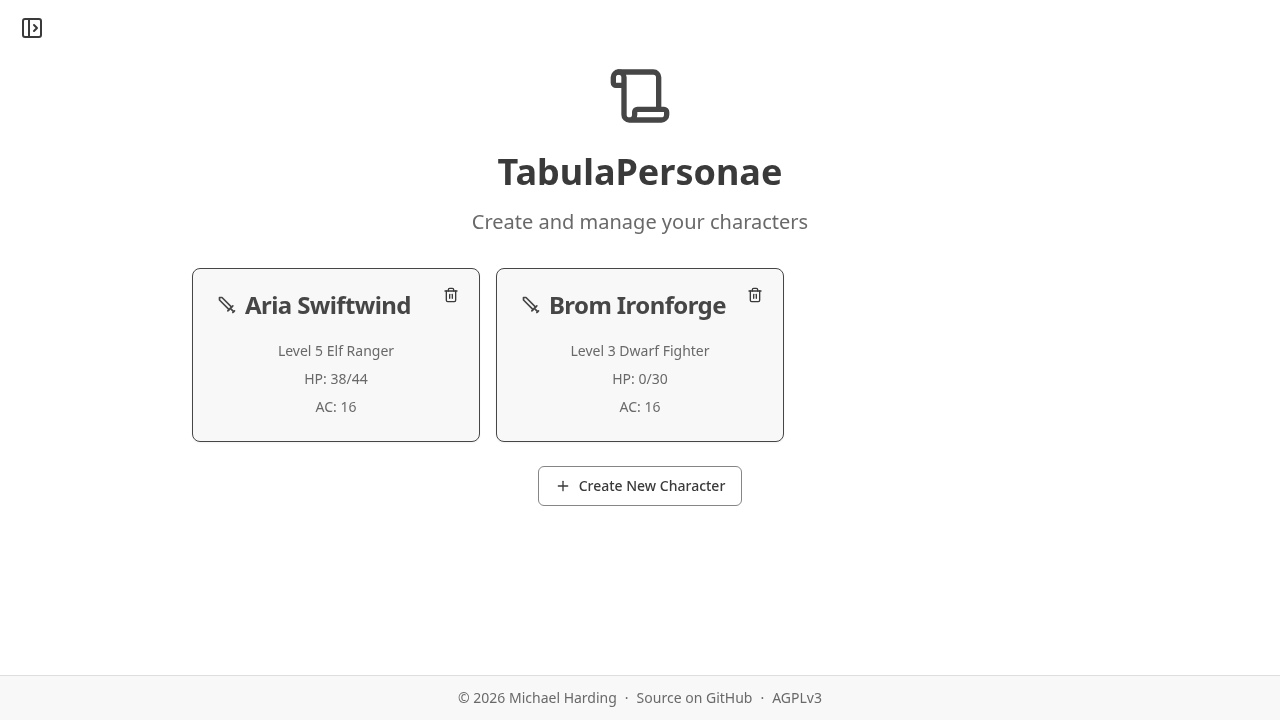 TabulaPersonae
Create and manage your characters
Aria Swiftwind
Level 5 Elf Ranger
HP: 38/44
AC: 16
Brom Ironforge
Level 3 Dwarf Fighter
HP: 0/30
AC: 16
Create New Character
© 2026 Michael Harding · Source on GitHub · AGPLv3